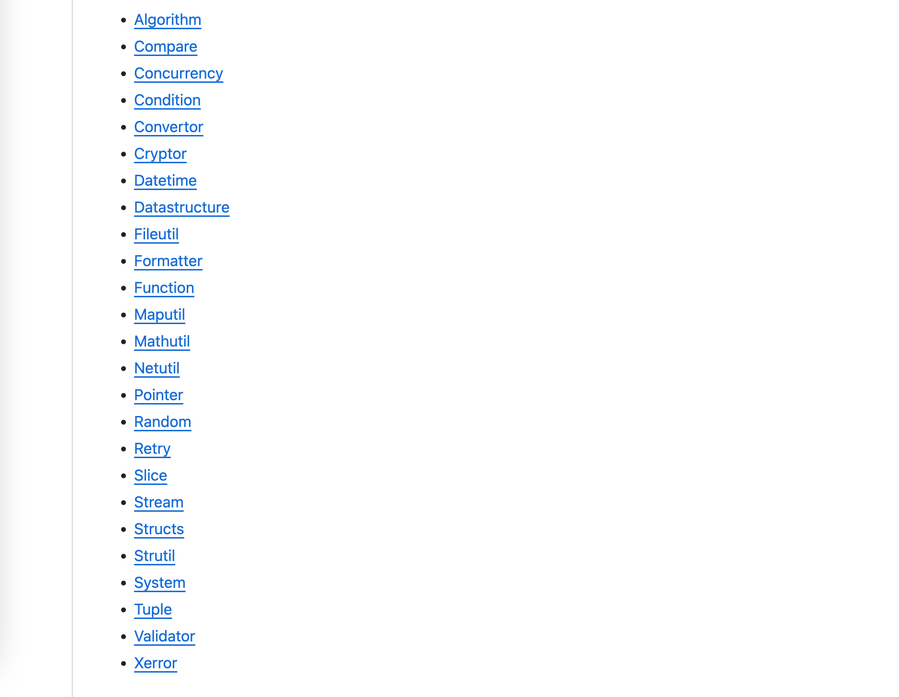 Algorithm
Compare
Concurrency
Condition
Convertor
Cryptor
Datetime
Datastructure
Fileutil
Formatter
Function
Maputil
Mathutil
Netutil
Pointer
Random
Retry
Slice
Stream
Structs
Strutil
System
Tuple
Validator
Xerror